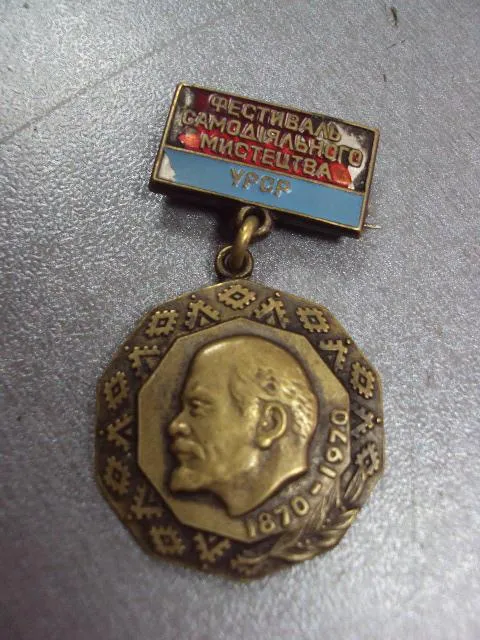 ФЕСТИВАЛЬ
САМОДІЯЛЬНОГО
МИСТЕЦТВА
УРСР
1870-1970